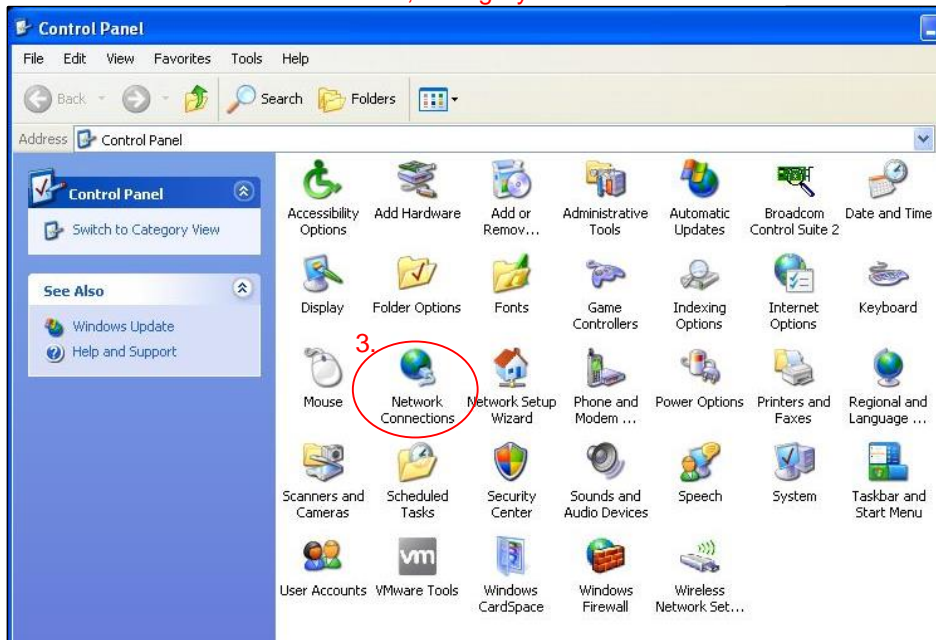 Control Panel
File Edit View Favorites Tools Help
Back Search Folders
Address Control Panel
Control Panel
Switch to Category View
See Also
Windows Update
Help and Support
Accessibility Options
Add Hardware
Add or Remov...
Administrative Tools
Automatic Updates
Broadcom Control Suite 2
Date and Time
Display
Folder Options
Fonts
Game Controllers
Indexing Options
Internet Options
Keyboard
3.
Mouse
Network Connections
Network Setup Wizard
Phone and Modem ...
Power Options
Printers and Faxes
Regional and Language ...
Scanners and Cameras
Scheduled Tasks
Security Center
Sounds and Audio Devices
Speech
System
Taskbar and Start Menu
User Accounts
vm
VMware Tools
Windows CardSpace
Windows Firewall
Wireless Network Set...